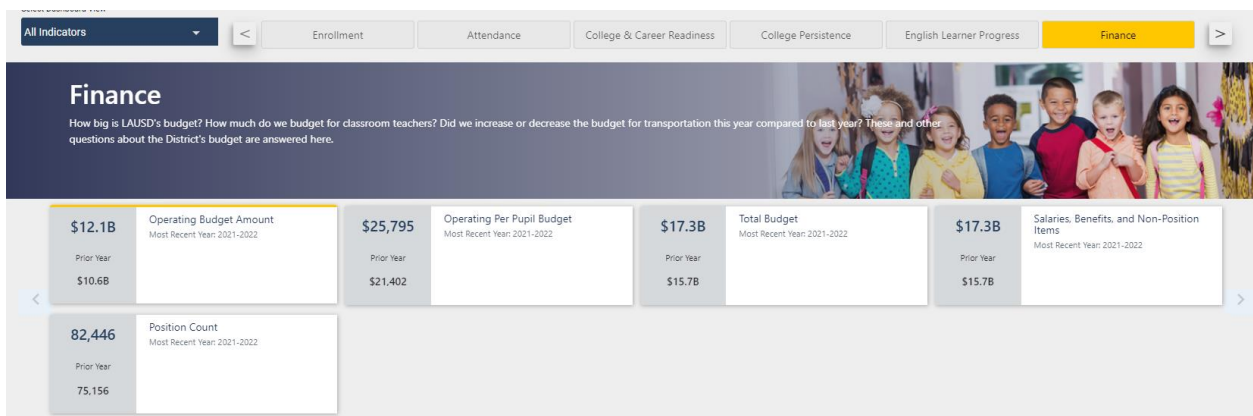 Select Dashboard View
All Indicators
<
Enrollment
Attendance
College & Career Readiness
College Persistence
English Learner Progress
Finance
>
Finance
How big is LAUSD's budget? How much do we budget for classroom teachers? Did we increase or decrease the budget for transportation this year compared to last year? These and other
questions about the District's budget are answered here.
$12.1B
Prior Year
$10.6B
Operating Budget Amount
Most Recent Year: 2021-2022
$25,795
Prior Year
$21,402
Operating Per Pupil Budget
Most Recent Year: 2021-2022
$17.3B
Prior Year
$15.7B
Total Budget
Most Recent Year: 2021-2022
$17.3B
Prior Year
$15.7B
Salaries, Benefits, and Non-Position
Items
Most Recent Year: 2021-2022
82,446
Prior Year
75,156
Position Count
Most Recent Year: 2021-2022